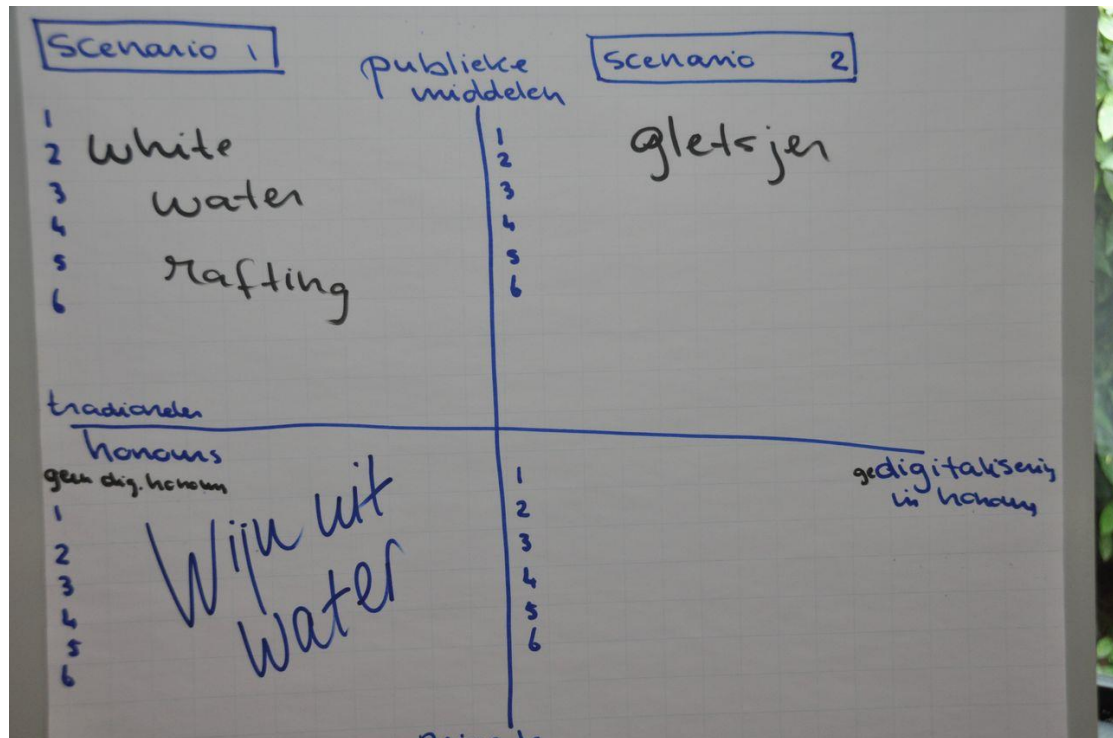 scenario 1
publieke
middelen
scenario 2
1
2
3
4
5
6
white
water
rafting
1
2
3
4
5
6
gletsjer
honours
geen dig. honours
gedigitalisering
in honours
1
2
3
4
5
6
Wijn uit
water
1
2
3
4
5
6